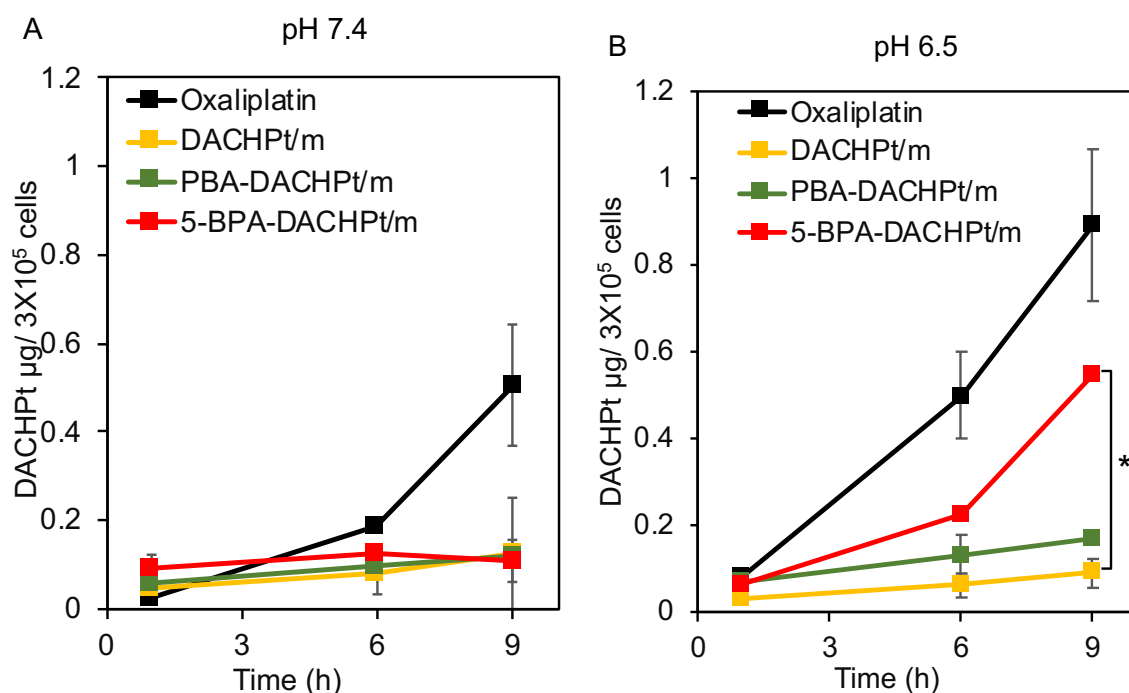 A
pH 7.4
DACHPt µg/ 3X10⁵ cells
1.2
1
0.8
0.6
0.4
0.2
0
Oxaliplatin
DACHPt/m
PBA-DACHPt/m
5-BPA-DACHPt/m
0 3 6 9
Time (h)
B
pH 6.5
DACHPt µg/ 3X10⁵ cells
1.2
1
0.8
0.6
0.4
0.2
0
Oxaliplatin
DACHPt/m
PBA-DACHPt/m
5-BPA-DACHPt/m
*
0 3 6 9
Time (h)